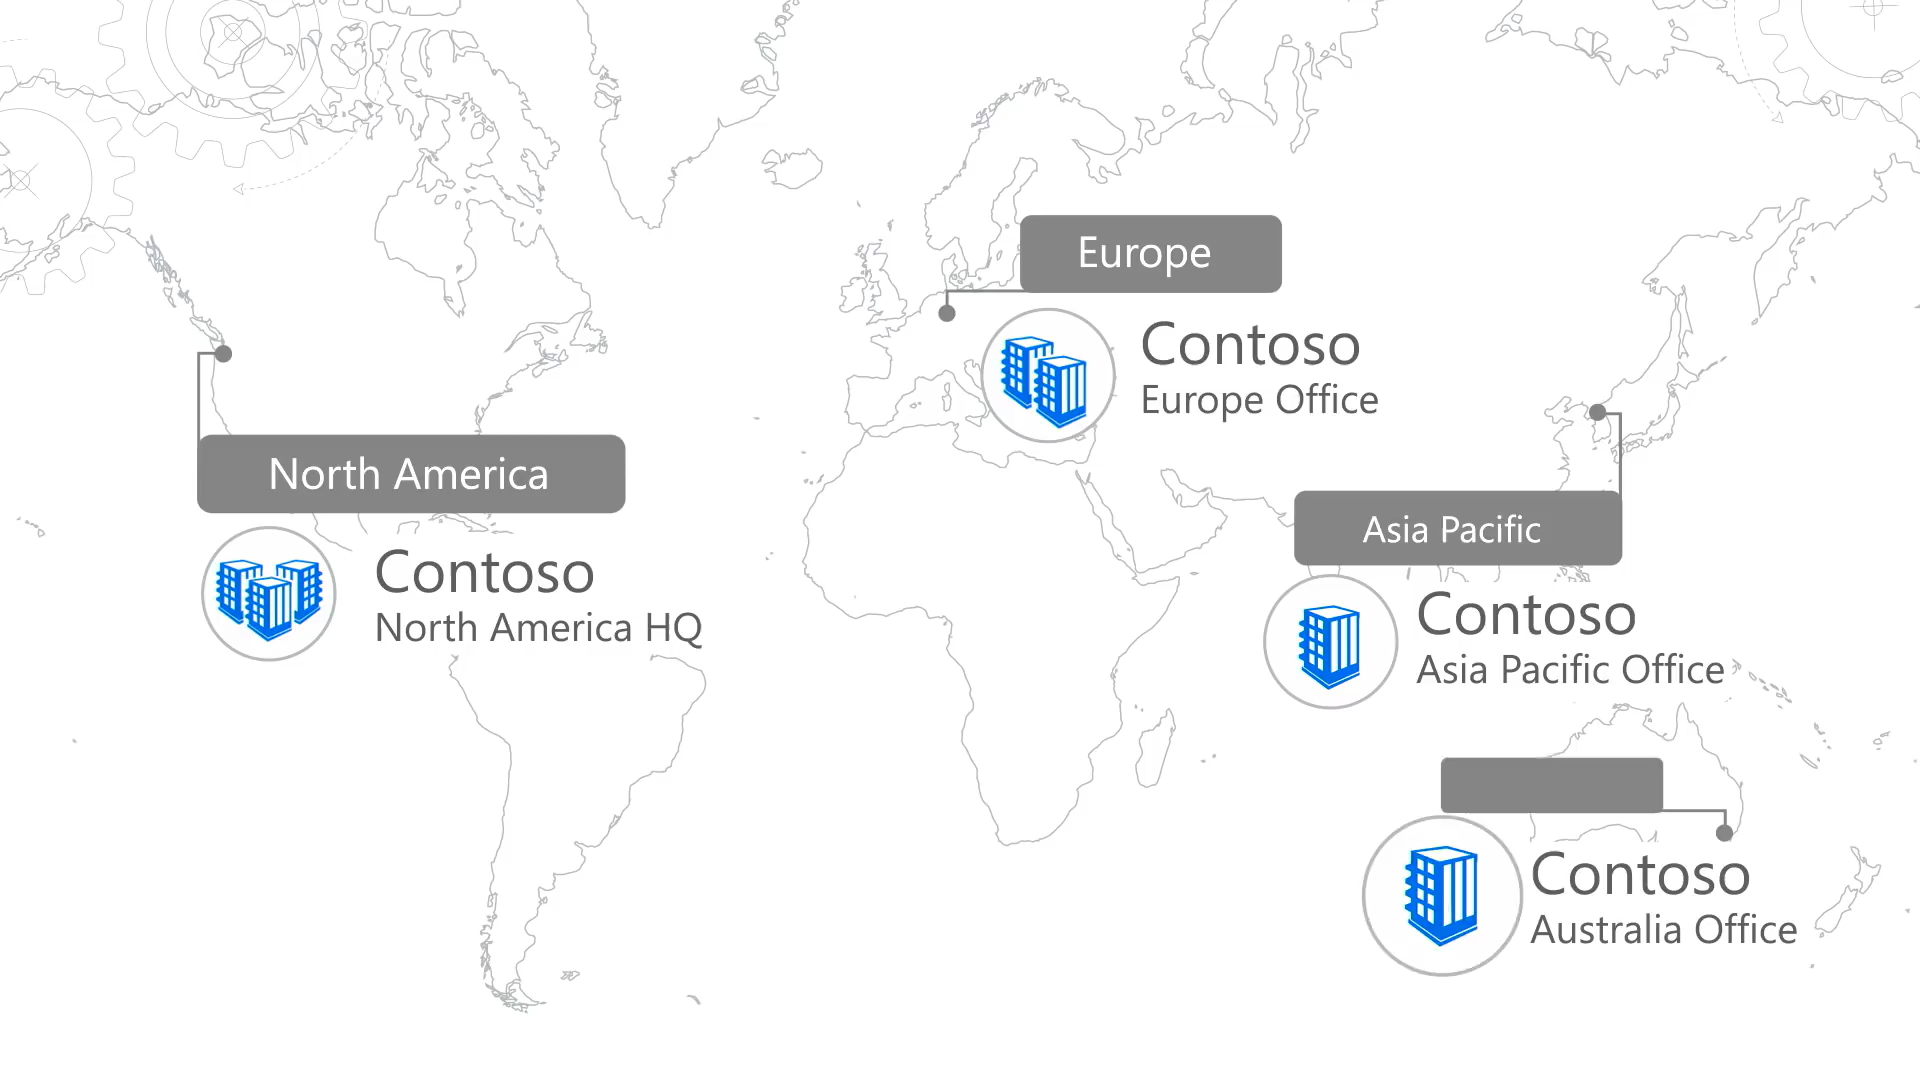 Europe
Contoso
Europe Office
North America
Contoso
North America HQ
Asia Pacific
Contoso
Asia Pacific Office
Contoso
Australia Office